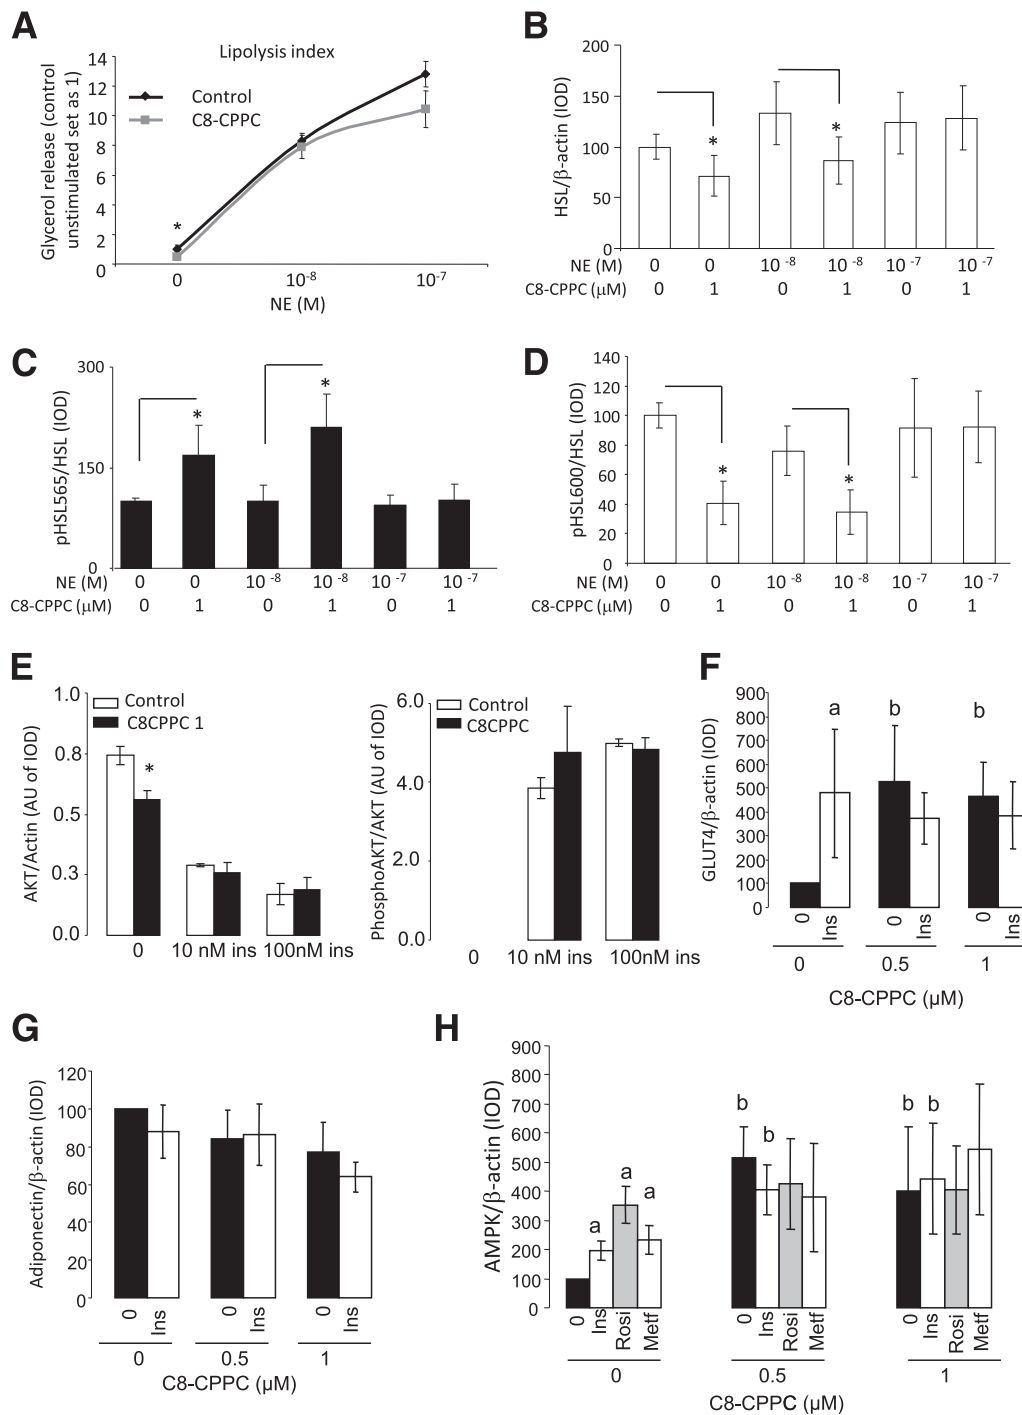 A
Lipolysis index
Glycerol release (control
unstimulated set as 1)
14
12
10
8
6
4
2
0
Control
C8-CPPC
*
0
10-8
10-7
NE (M)
B
HSL/β-actin (IOD)
200
150
100
50
0
* *
NE (M) 0 0 10 -8 10 -8 10 -7 10 -7
C8-CPPC (μM) 0 1 0 1 0 1
C
pHSL565/HSL (IOD)
300
150
0
* *
NE (M) 0 0 10 -8 10 -8 10 -7 10 -7
C8-CPPC (μM) 0 1 0 1 0 1
D
pHSL600/HSL (IOD)
140
120
100
80
60
40
20
0
* *
NE (M) 0 0 10 -8 10 -8 10 -7 10 -7
C8-CPPC (μM) 0 1 0 1 0 1
E
AKT/Actin (AU of IOD)
1.0
0.8
0.5
0.3
0.0
Control
C8CPPC 1
*
0 10 nM ins 100nM ins
PhosphoAKT/AKT (AU of IOD)
6.0
4.0
2.0
0.0
Control
C8CPPC
0 10 nM ins 100nM ins
F
GLUT4/β-actin (IOD)
900
800
700
600
500
400
300
200
100
0
a b b
0 Ins 0 Ins 0 Ins
0 0.5 1
C8-CPPC (μM)
G
Adiponectin/β-actin (IOD)
120
100
80
60
40
20
0
0 Ins 0 Ins 0 Ins
0 0.5 1
C8-CPPC (μM)
H
AMPK/β-actin (IOD)
900
800
700
600
500
400
300
200
100
0
a a a b b b b
0 Ins Rosi Metf 0 Ins Rosi Metf 0 Ins Rosi Metf
0 0.5 1
C8-CPPC (μM)